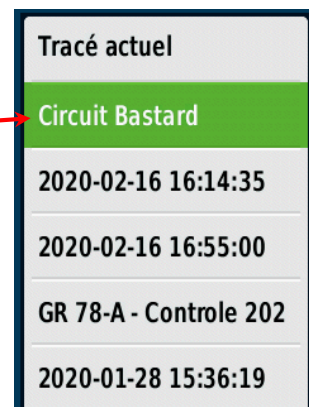 Tracé actuel
Circuit Bastard
2020-02-16 16:14:35
2020-02-16 16:55:00
GR 78-A - Controle 202
2020-01-28 15:36:19